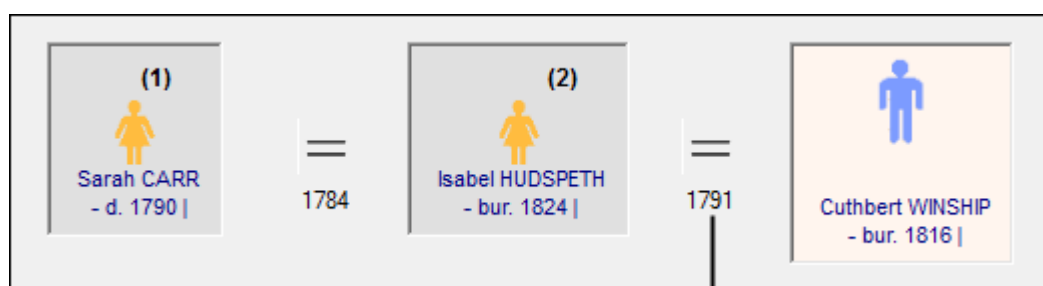 (1)
Sarah CARR
- d. 1790 |
=
1784
(2)
Isabel HUDSPETH
- bur. 1824 |
=
1791
Cuthbert WINSHIP
- bur. 1816 |